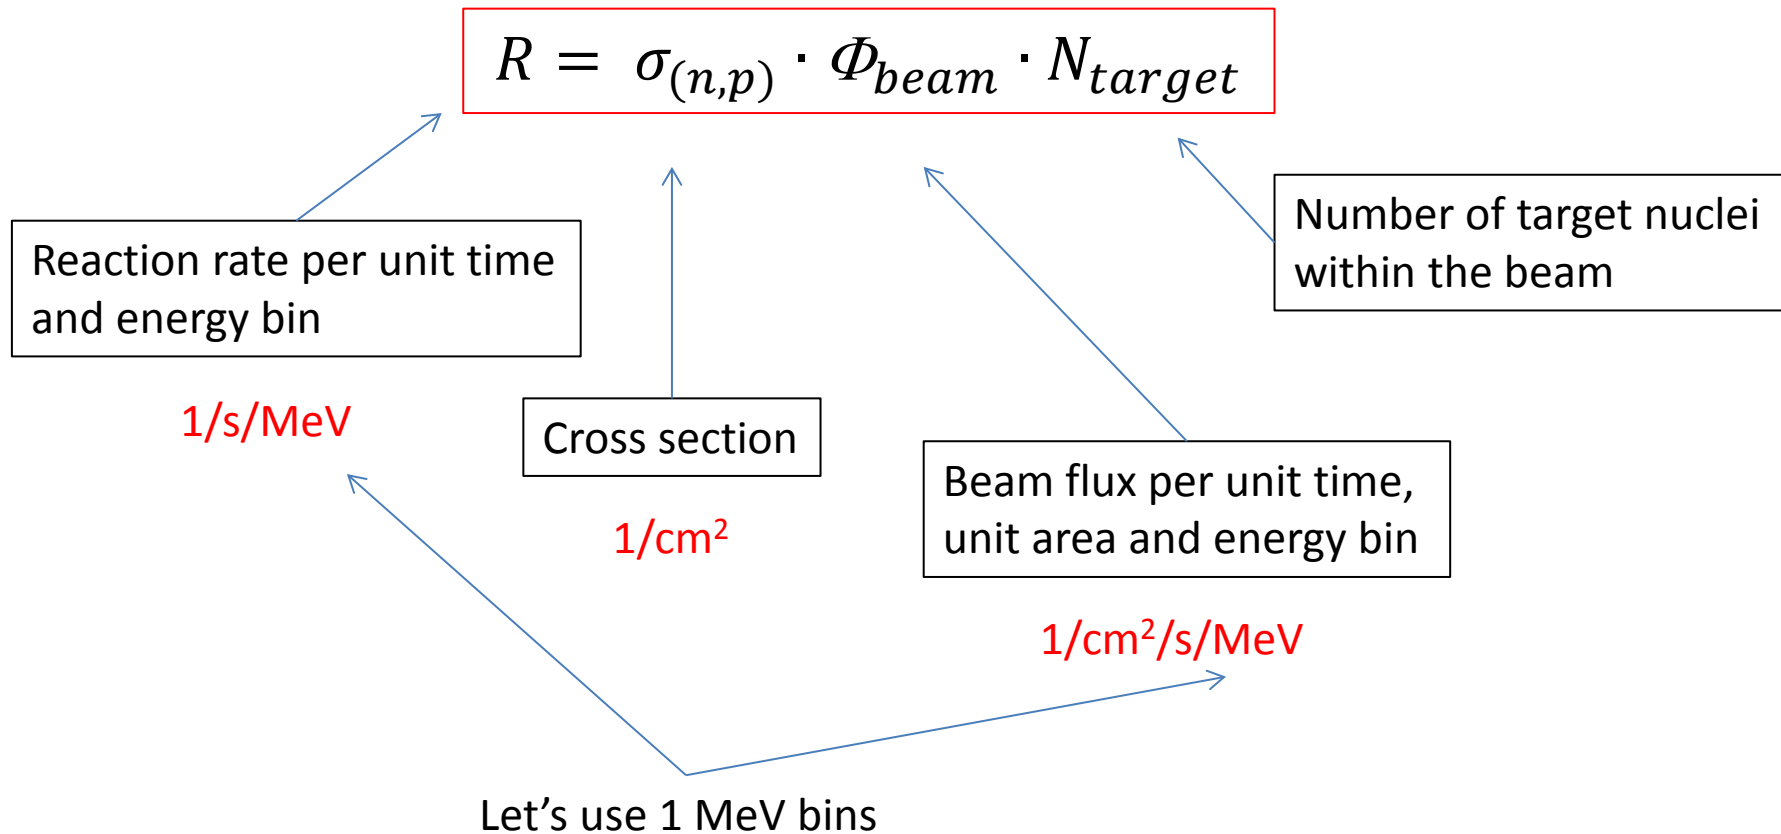 R = σ(n,p) · Φbeam · Ntarget
Reaction rate per unit time
and energy bin
1/s/MeV
Cross section
1/cm²
Beam flux per unit time,
unit area and energy bin
1/cm²/s/MeV
Number of target nuclei
within the beam
Let’s use 1 MeV bins